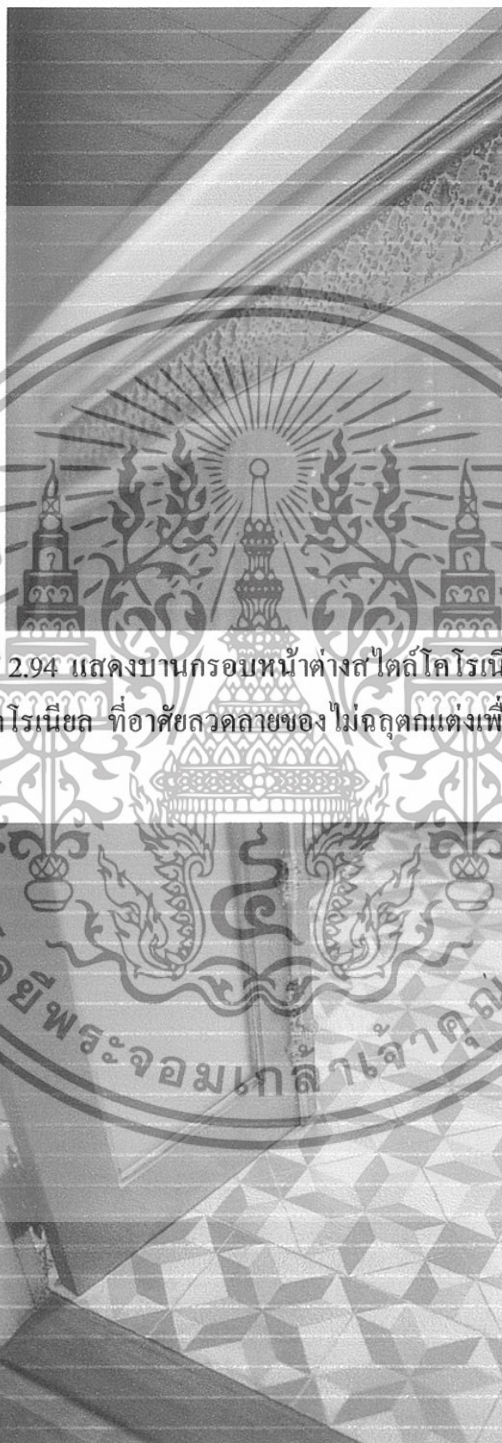 2.94 แสดงบานกรอบหน้าต่างสไตล์โคโรเนี
โรเนียล ที่อาศัยลวดลายของไม้ฉลุตกแต่งเพื่
ยีพระจอมเกล้าเจ้าคุณ